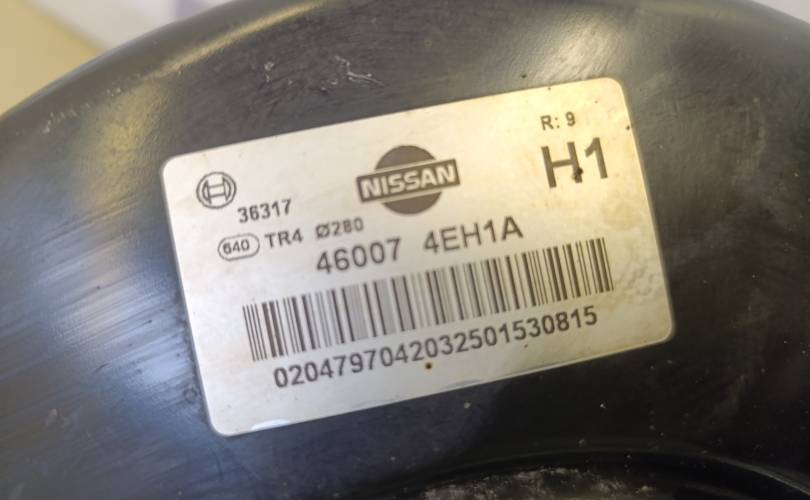 R: 9
H1
NISSAN
36317
640 TR4 Ø280
46007 4EH1A
0204797042032501530815